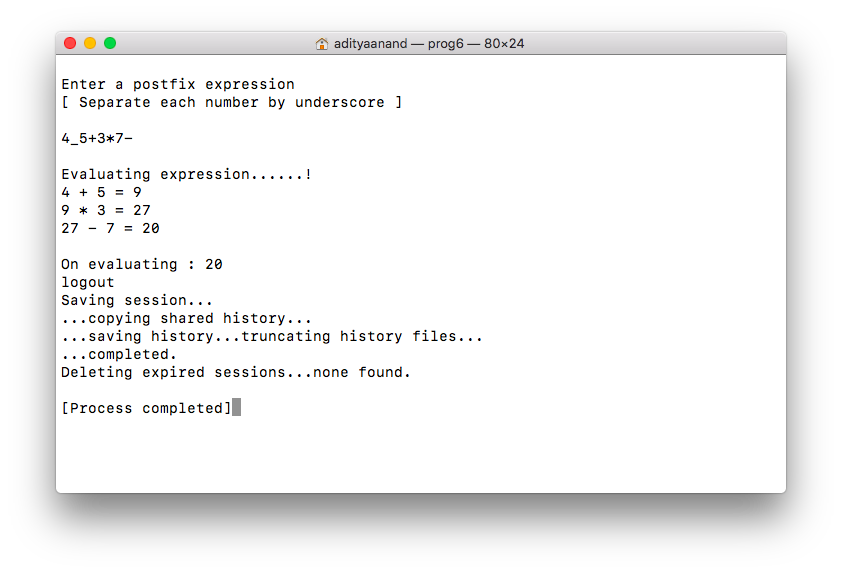 adityaanand — prog6 — 80×24
Enter a postfix expression
[ Separate each number by underscore ]
4_5+3*7-
Evaluating expression......!
4 + 5 = 9
9 * 3 = 27
27 - 7 = 20
On evaluating : 20
logout
Saving session...
...copying shared history...
...saving history...truncating history files...
...completed.
Deleting expired sessions...none found.
[Process completed]